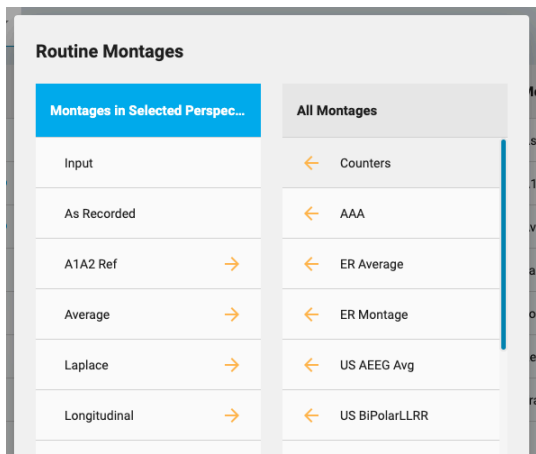 Routine Montages
Montages in Selected Perspec...
Input
As Recorded
A1A2 Ref
Average
Laplace
Longitudinal
All Montages
Counters
AAA
ER Average
ER Montage
US AEEG Avg
US BiPolarLLRR